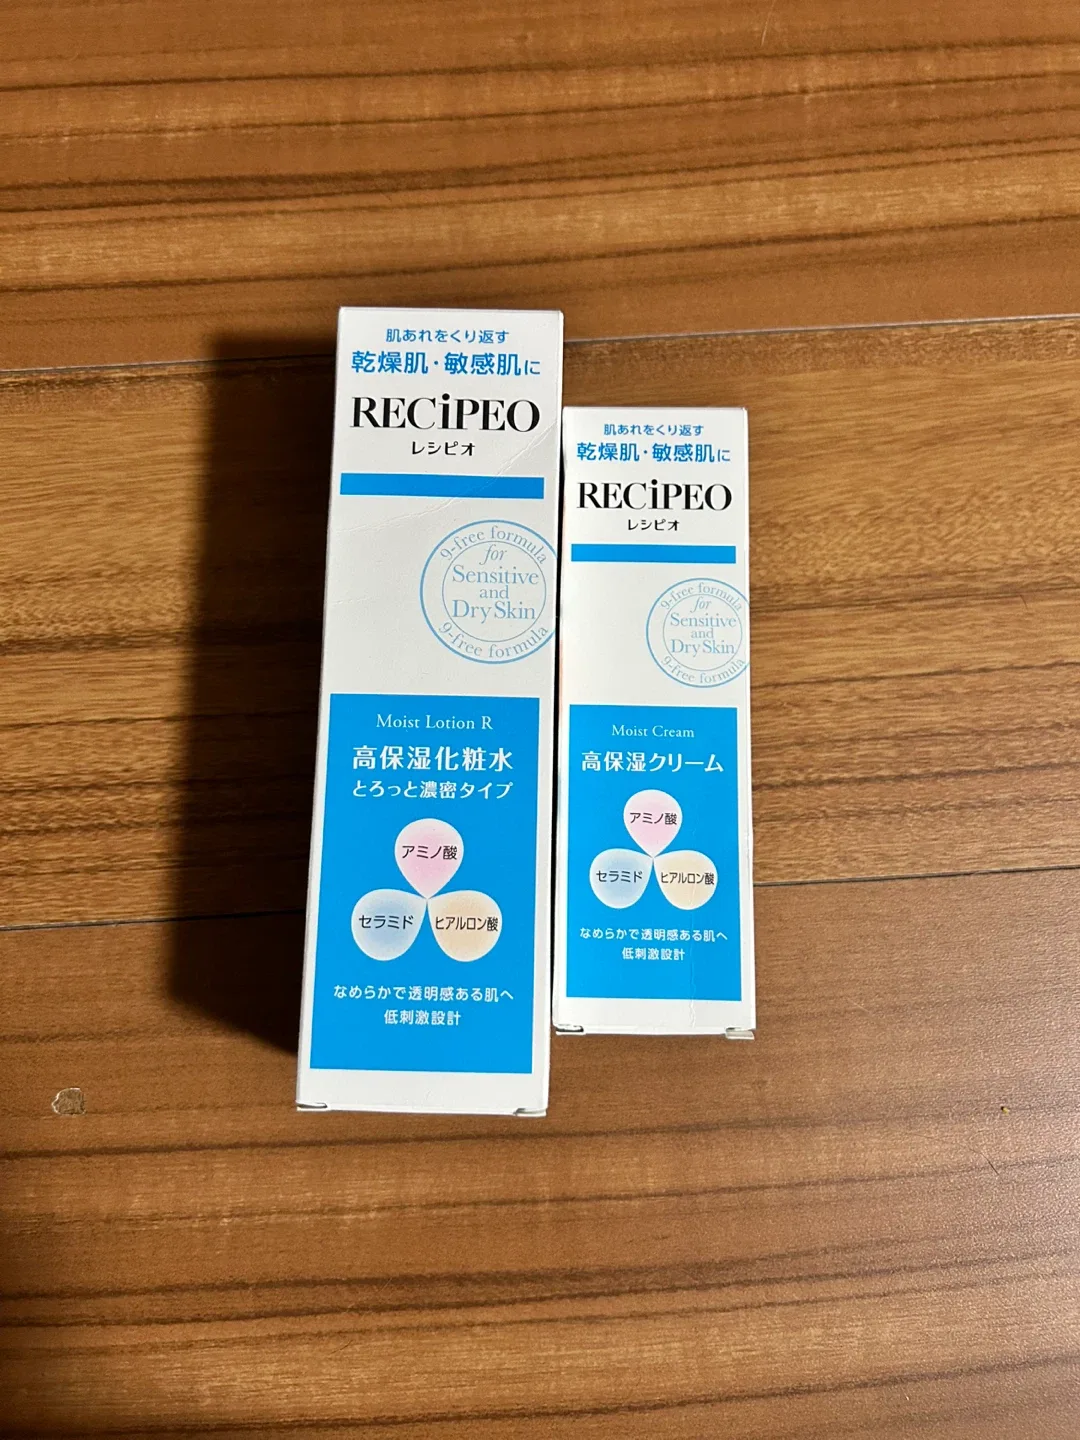 肌あれをくり返す
乾燥肌・敏感肌に
RECiPEO
レシピオ
9-free formula
for
Sensitive
and
Dry Skin
9-free formula
Moist Lotion R
高保湿化粧水
とろっと濃密タイプ
アミノ酸
セラミド
ヒアルロン酸
なめらかで透明感ある肌へ
低刺激設計
肌あれをくり返す
乾燥肌・敏感肌に
RECiPEO
レシピオ
9-free formula
for
Sensitive
and
Dry Skin
9-free formula
Moist Cream
高保湿クリーム
アミノ酸
セラミド
ヒアルロン酸
なめらかで透明感ある肌へ
低刺激設計